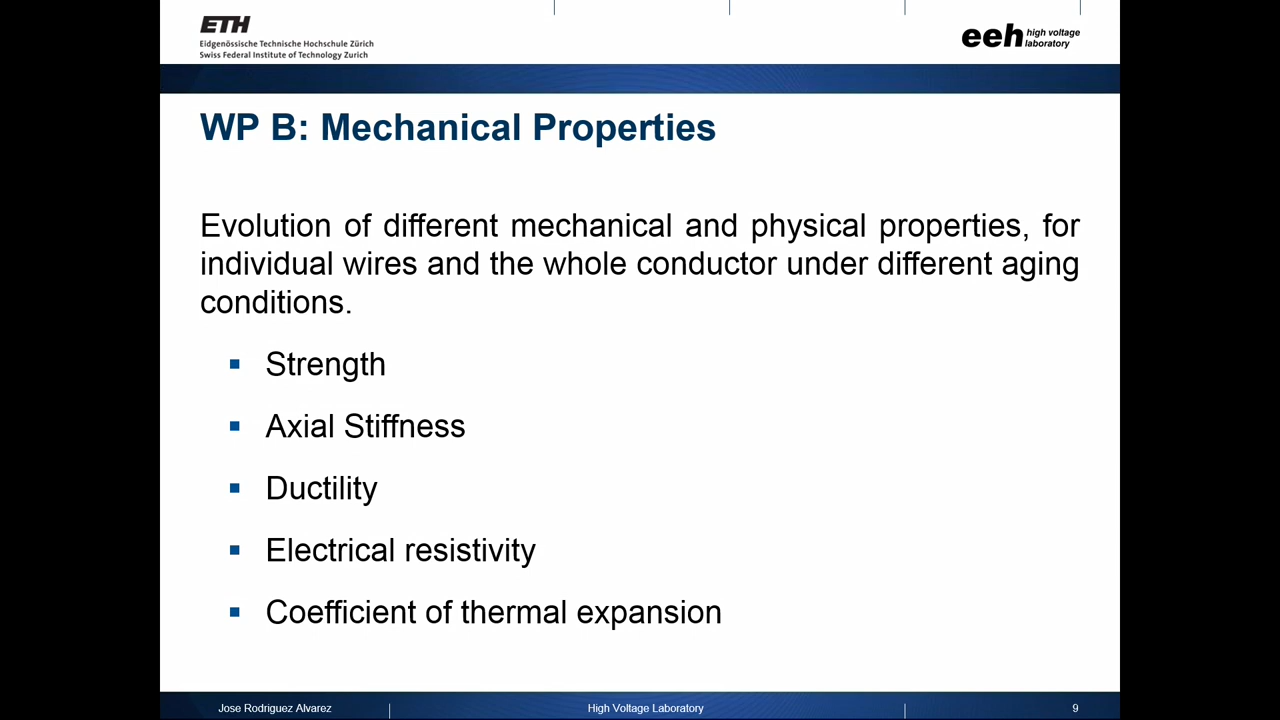 ETH
Eidgenössische Technische Hochschule Zürich
Swiss Federal Institute of Technology Zurich
eeh high voltage
laboratory
WP B: Mechanical Properties
Evolution of different mechanical and physical properties, for
individual wires and the whole conductor under different aging
conditions.
▪ Strength
▪ Axial Stiffness
▪ Ductility
▪ Electrical resistivity
▪ Coefficient of thermal expansion
Jose Rodriguez Alvarez
High Voltage Laboratory
9